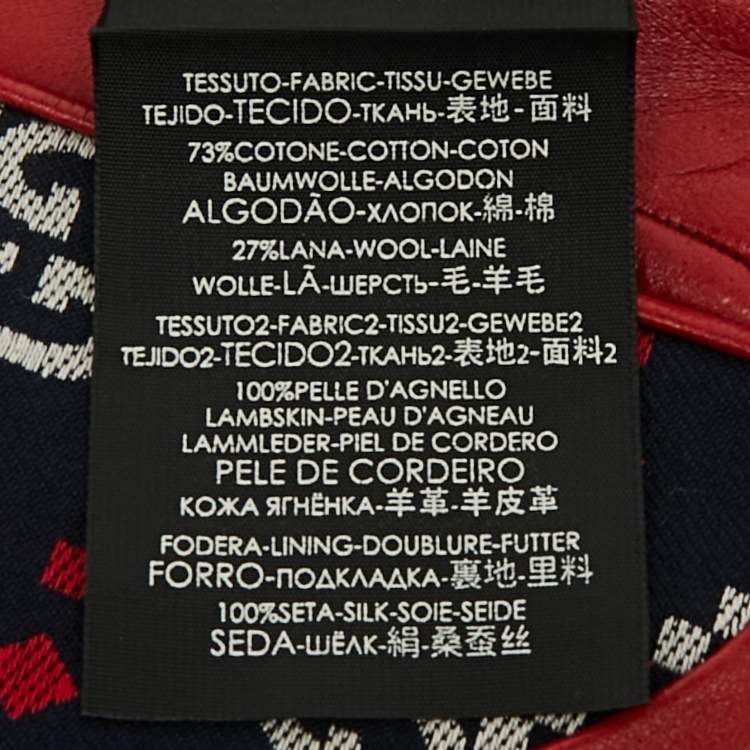 TESSUTO-FABRIC-TISSU-GEWEBE
TEJIDO-TECIDO-ТКАНЬ-表地-面料
73%COTONE-COTTON-COTON
BAUMWOLLE-ALGODON
ALGODÃO-ХЛОПОК-綿-棉
27%LANA-WOOL-LAINE
WOLLE-LÃ-ШЕРСТЬ-毛-羊毛
TESSUTO2-FABRIC2-TISSU2-GEWEBE2
TEJIDO2-TECIDO2-ТКАНЬ2-表地2-面料2
100%PELLE D'AGNELLO
LAMBSKIN-PEAU D'AGNEAU
LAMMLEDER-PIEL DE CORDERO
PELE DE CORDEIRO
КОЖА ЯГНЁНКА-羊革-羊皮革
FODERA-LINING-DOUBLURE-FUTTER
FORRO-ПОДКЛАДКА-裏地-里料
100%SETA-SILK-SOIE-SEIDE
SEDA-ШЁЛК-絹-桑蚕丝